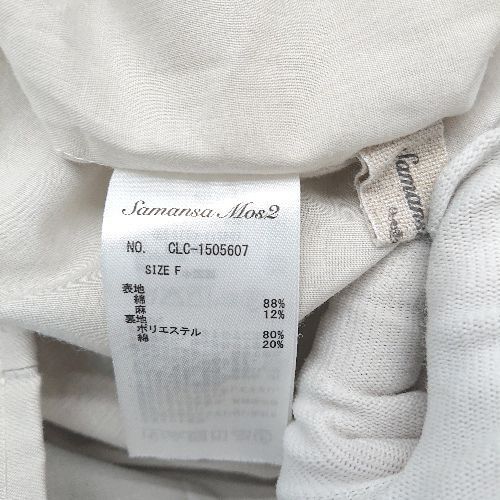 Samansa Mos2
NO. CLC-1505607
SIZE F
表地
綿 88%
麻 12%
裏地
ポリエステル 80%
綿 20%
Samansa